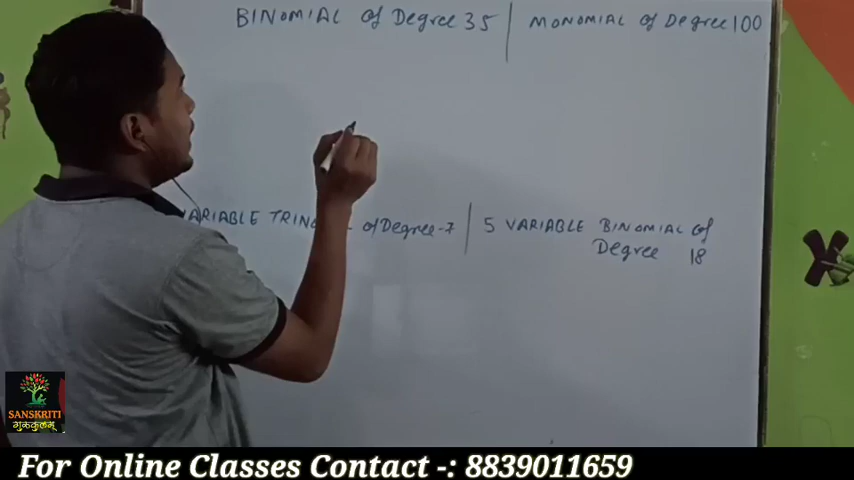 BINOMIAL of Degree 35 | MONOMIAL of Degree 100
VARIABLE of Degree-7 | 5 VARIABLE BINOMIAL of
Degree 18
SANSKRITI
गुरुकुलम्
For Online Classes Contact -: 8839011659